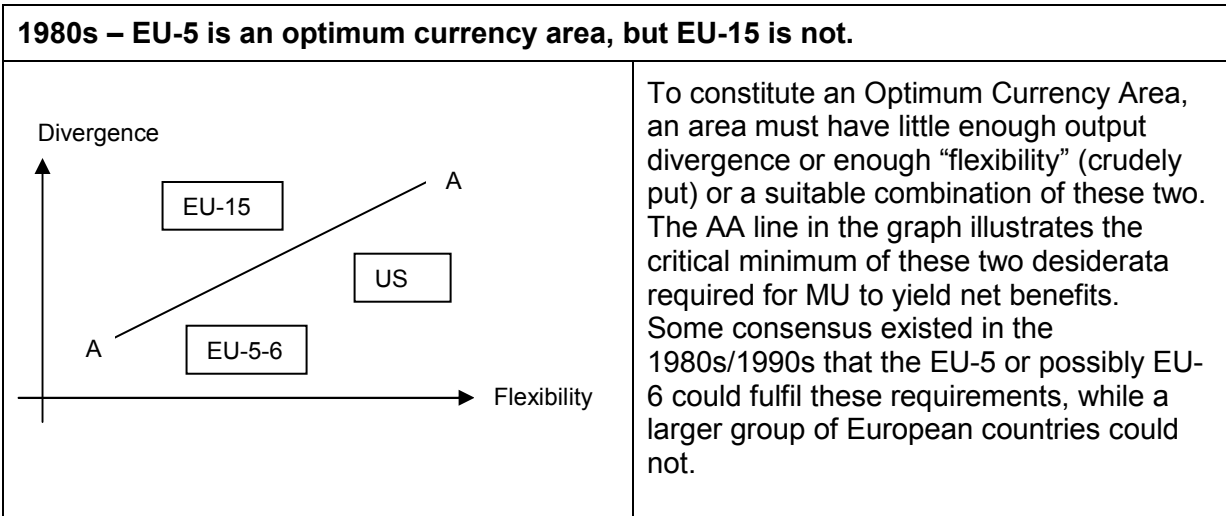 1980s – EU-5 is an optimum currency area, but EU-15 is not.
Divergence
A
EU-15
US
A
EU-5-6
Flexibility
To constitute an Optimum Currency Area,
an area must have little enough output
divergence or enough “flexibility” (crudely
put) or a suitable combination of these two.
The AA line in the graph illustrates the
critical minimum of these two desiderata
required for MU to yield net benefits.
Some consensus existed in the
1980s/1990s that the EU-5 or possibly EU-
6 could fulfil these requirements, while a
larger group of European countries could
not.